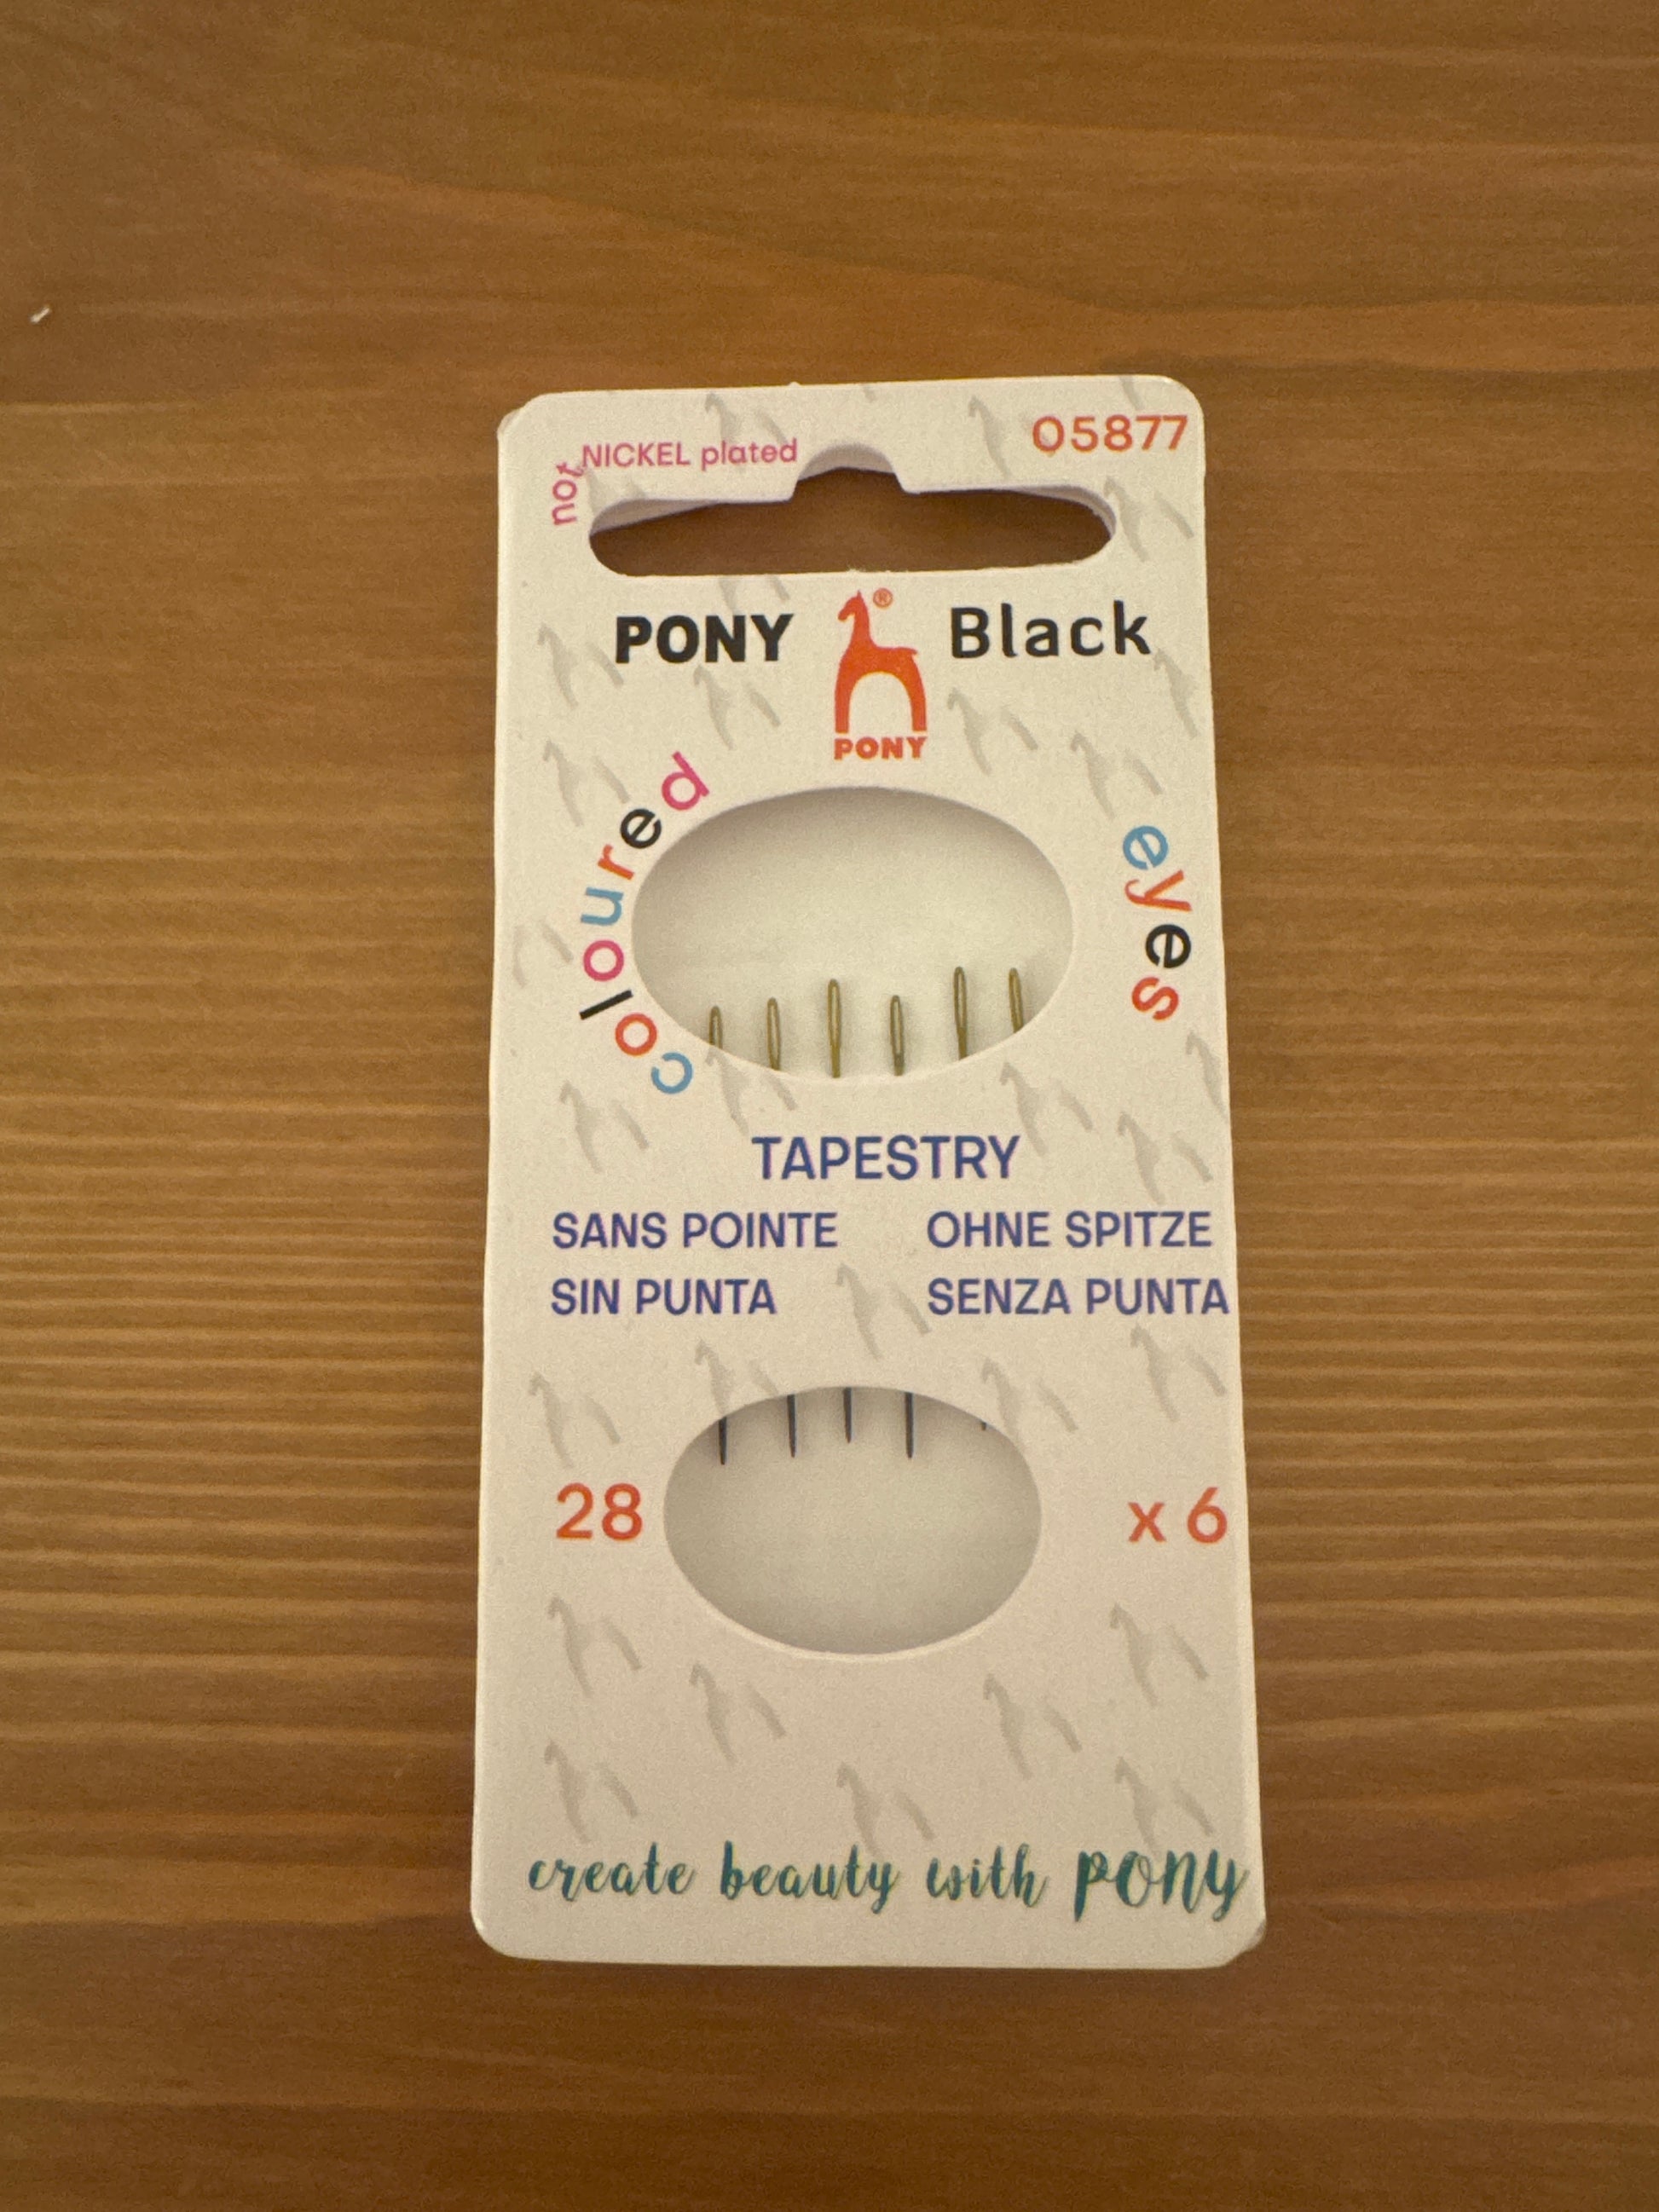 not NICKEL plated
05877
PONY Black
®
PONY
coloured eyes
TAPESTRY
SANS POINTE OHNE SPITZE
SIN PUNTA SENZA PUNTA
28 x 6
create beauty with PONY